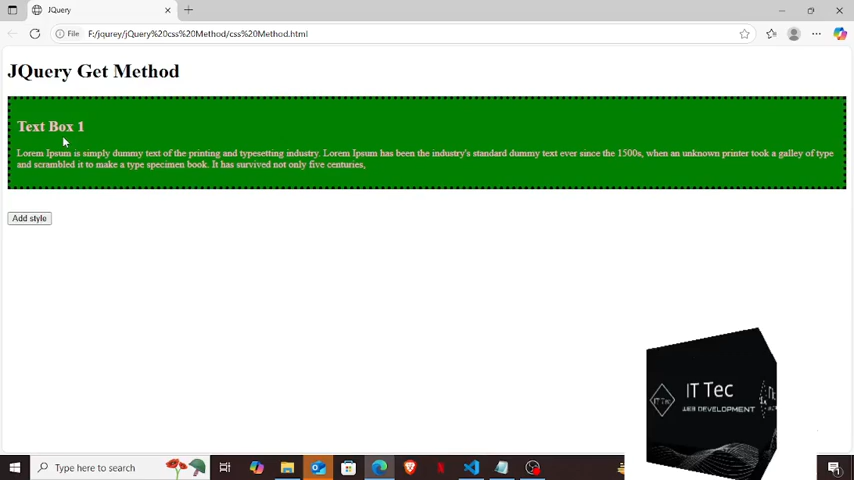 JQuery
File
F:/jqurey/jQuery%20css%20Method/css%20Method.html
JQuery Get Method
Text Box 1
Lorem Ipsum is simply dummy text of the printing and typesetting industry. Lorem Ipsum has been the industry's standard dummy text ever since the 1500s, when an unknown printer took a galley of type
and scrambled it to make a type specimen book. It has survived not only five centuries,
Add style
IT Tec
WEB DEVELOPMENT
Type here to search